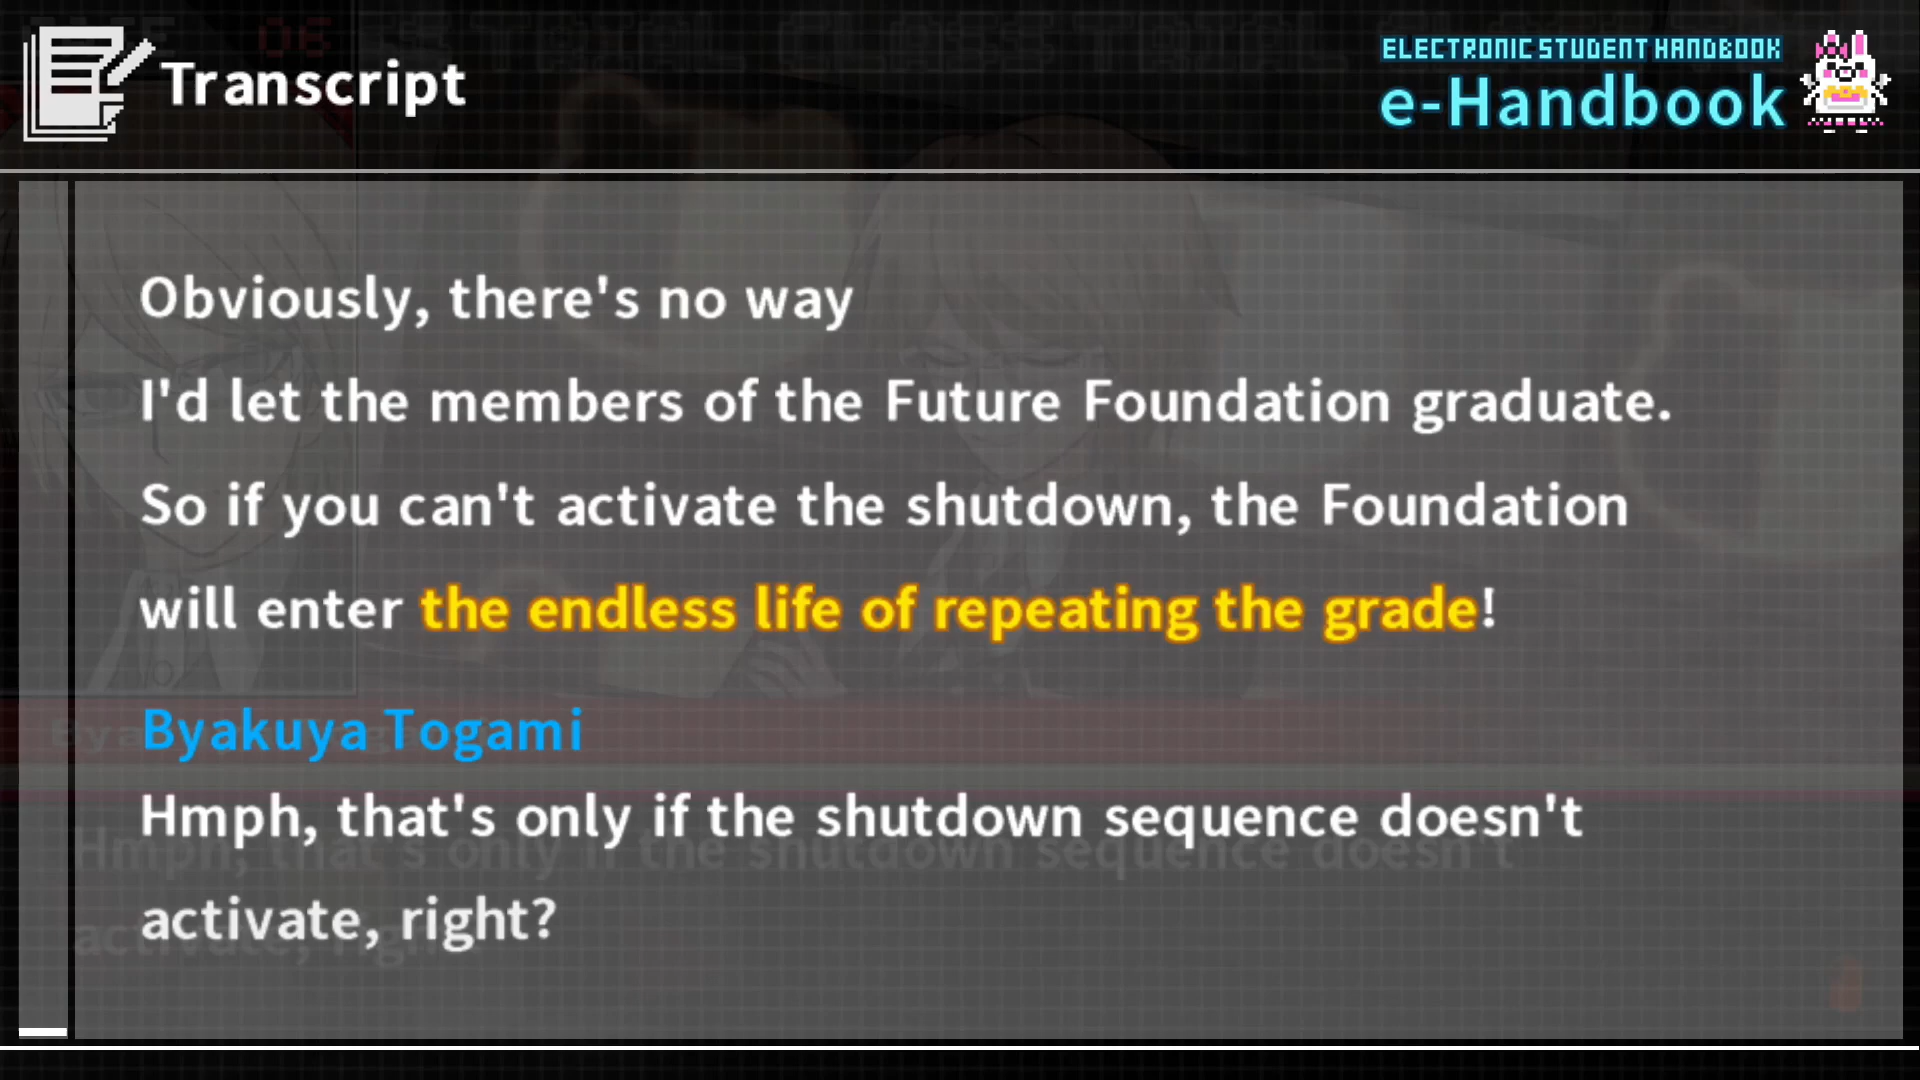 Transcript
ELECTRONIC STUDENT HANDBOOK
e-Handbook
Obviously, there's no way
I'd let the members of the Future Foundation graduate.
So if you can't activate the shutdown, the Foundation
will enter the endless life of repeating the grade!
Byakuya Togami
Hmph, that's only if the shutdown sequence doesn't
activate, right?